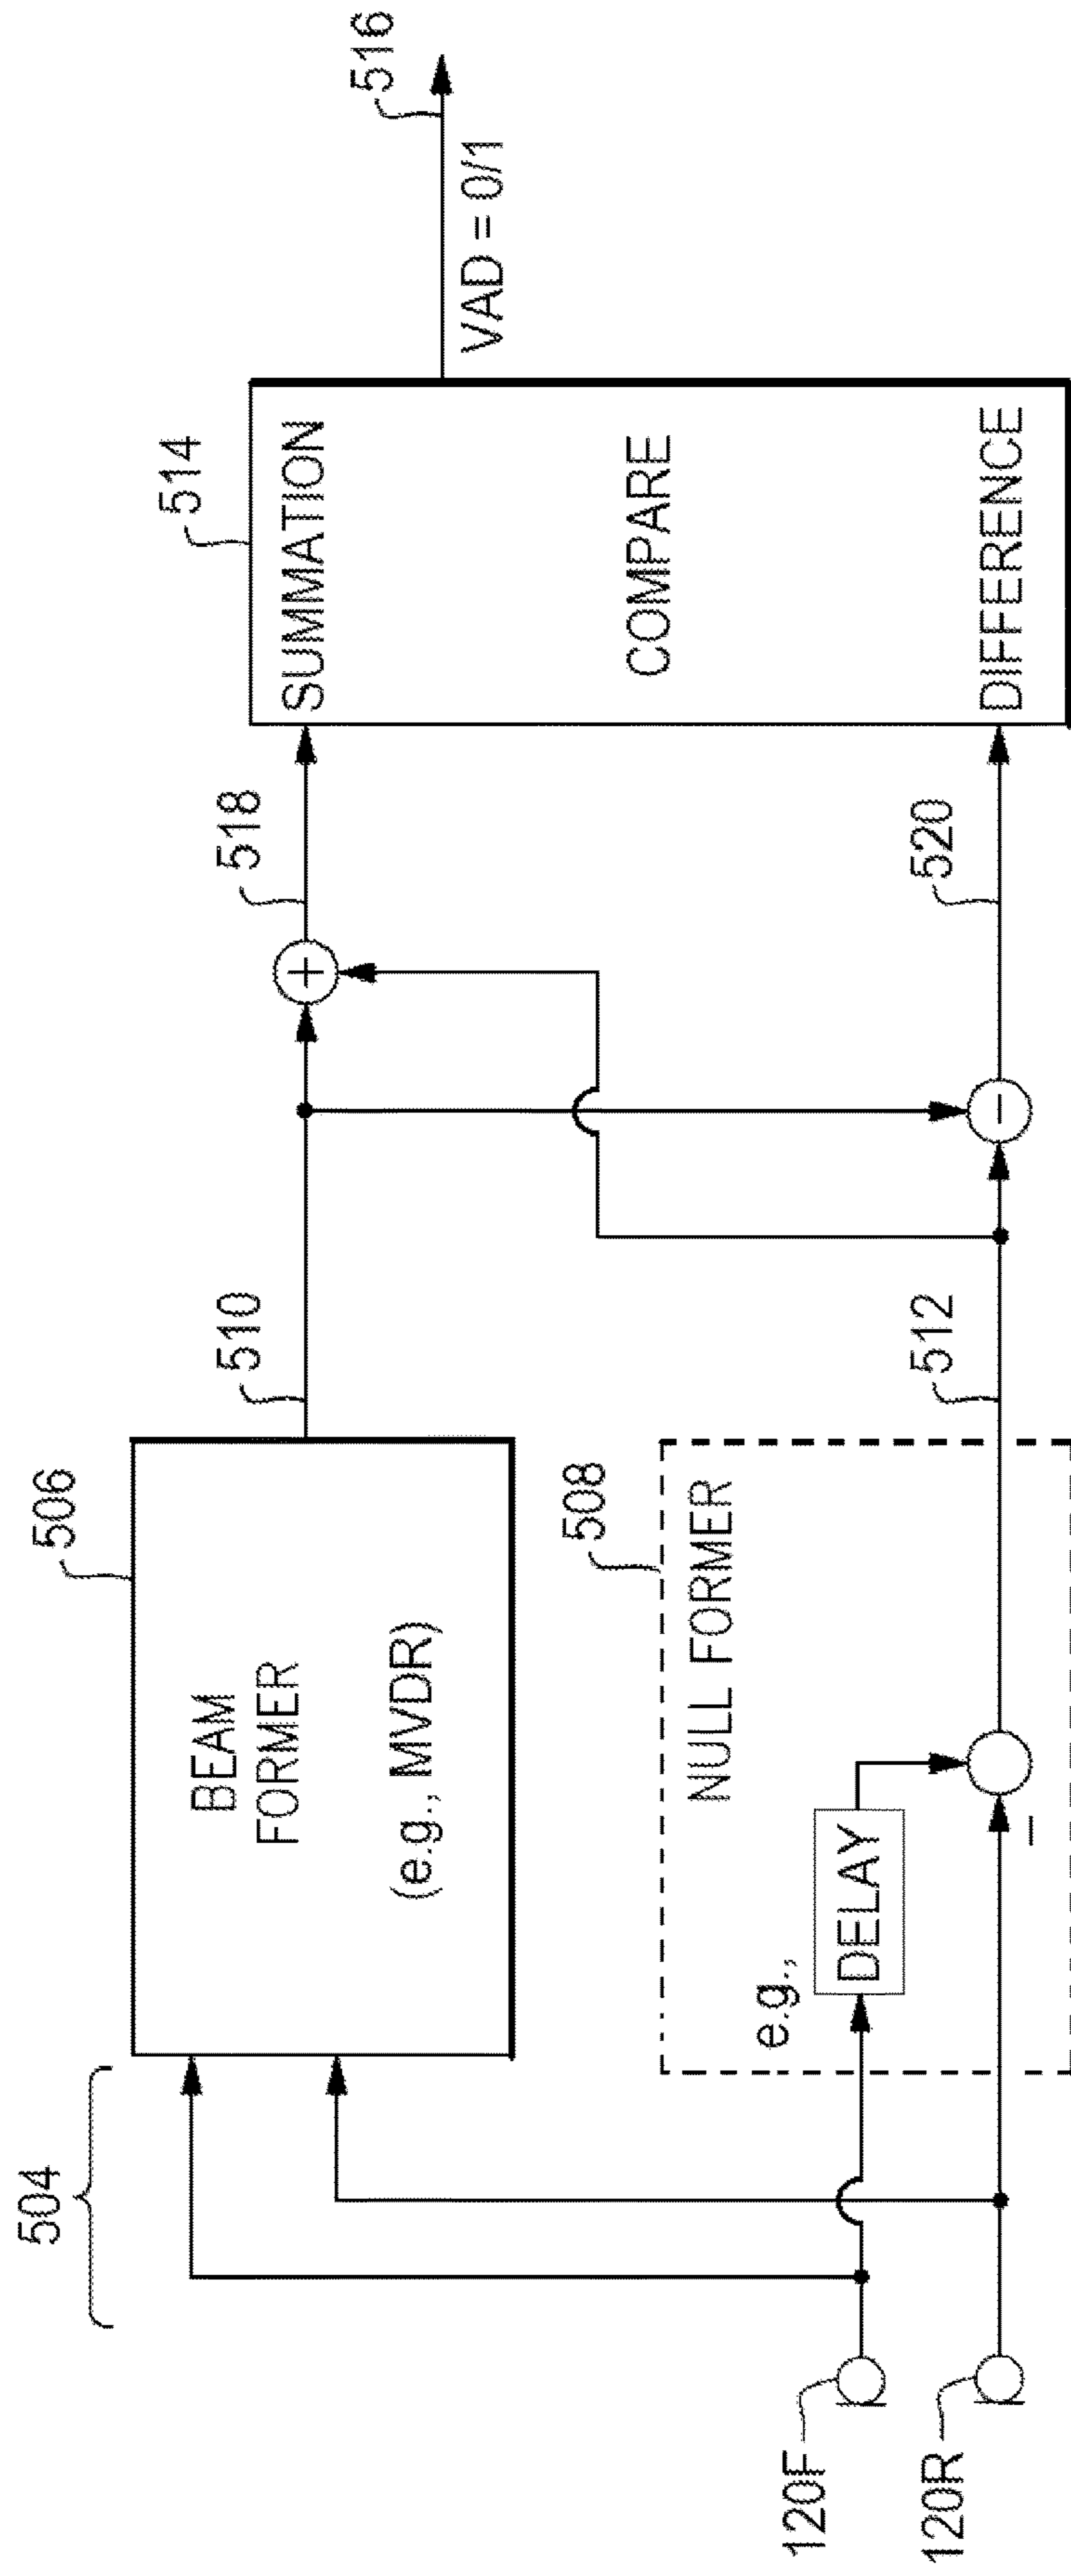 504
506
BEAM
FORMER
(e.g., MVDR)
510
518
+
514
SUMMATION
COMPARE
DIFFERENCE
516
VAD = 0/1
508
NULL FORMER
e.g.,
DELAY
–
512
-
520
120F
120R